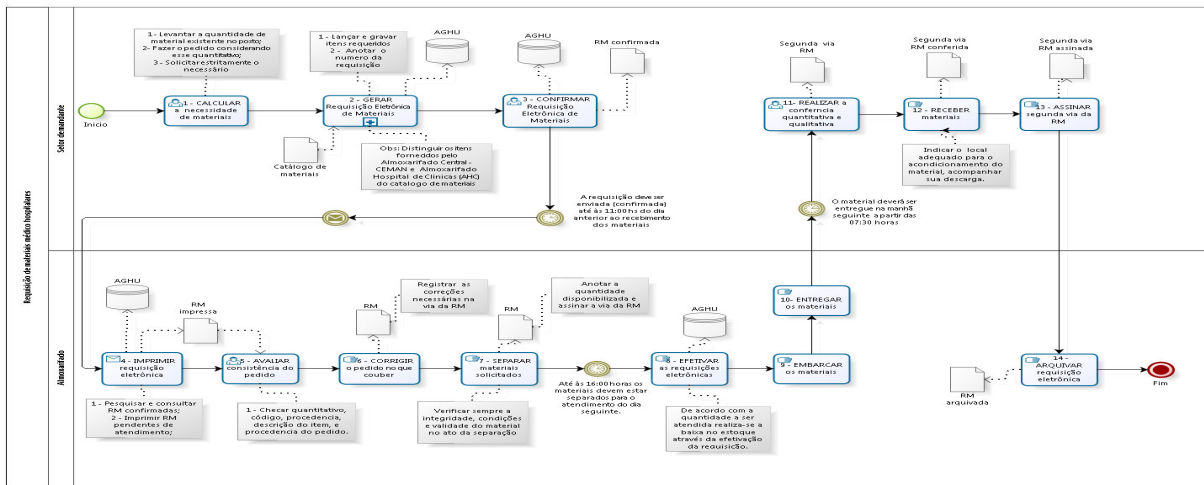 Requisição de materiais médico hospitalares
Setor demandante
Inicio
1 - Levantar a quantidade de
material existente no posto;
2- Fazer o pedido considerando
esse quantitativo;
3 - Solicitar estritamente o
necessário
1 - CALCULAR
a necessidade
de materiais
1 - Lançar e gravar
itens requeridos
2 - Anotar o
numero da
requisição
AGHU
2 - GERAR
Requisição Eletrônica
de Materiais
Catálogo de
materiais
Obs: Distinguir os itens
fornecidos pelo
Almoxarifado Central -
CEMAN e Almoxarifado
Hospital de Clinicas (AHC)
do catalogo de materiais
AGHU
RM confirmada
3 - CONFIRMAR
Requisição
Eletrônica de
Materiais
A requisição deve ser
enviada (confirmada)
até às 11:00 hs do dia
anterior ao recebimento
dos materiais
Segunda via
RM
11- REALIZAR a
conferncia
quantitativa e
qualitativa
O material deverá ser
entregue na manhã
seguinte a partir das
07:30 horas
Segunda via
RM conferida
12 - RECEBER
materiais
Indicar o local
adequado para o
acondicionamento do
material, acompanhar
sua descarga.
Segunda via
RM assinada
13 - ASSINAR
segunda via da
RM
Almoxarifado
AGHU
RM
impressa
4 - IMPRIMIR
requisição
eletrônica
1 - Pesquisar e consultar
RM confirmadas;
2 - Imprimir RM
pendentes de
atendimento;
5 - AVALIAR
consistência do
pedido
1 - Checar quantitativo,
código, procedencia,
descrição do item, e
procedencia do pedido.
RM
Registrar as
correções
necessárias na
via da RM
6 - CORRIGIR
o pedido no que
couber
RM
Anotar a
quantidade
disponibilizada e
assinar a via da RM
7 - SEPARAR
materiais
solicitados
Verificar sempre a
integridade, condições
e validade do material
no ato da separação
Até às 16:00 horas os
materiais devem estar
separados para o
atendimento do dia
seguinte.
AGHU
8 - EFETIVAR
as requisições
eletrônicas
De acordo com a
quantidade a ser
atendida realiza-se a
baixa no estoque
através da efetivação
da requisição.
9 - EMBARCAR
os materiais
10- ENTREGAR
os materiais
14 -
ARQUIVAR
requisição
eletrônica
RM
arquivada
Fim